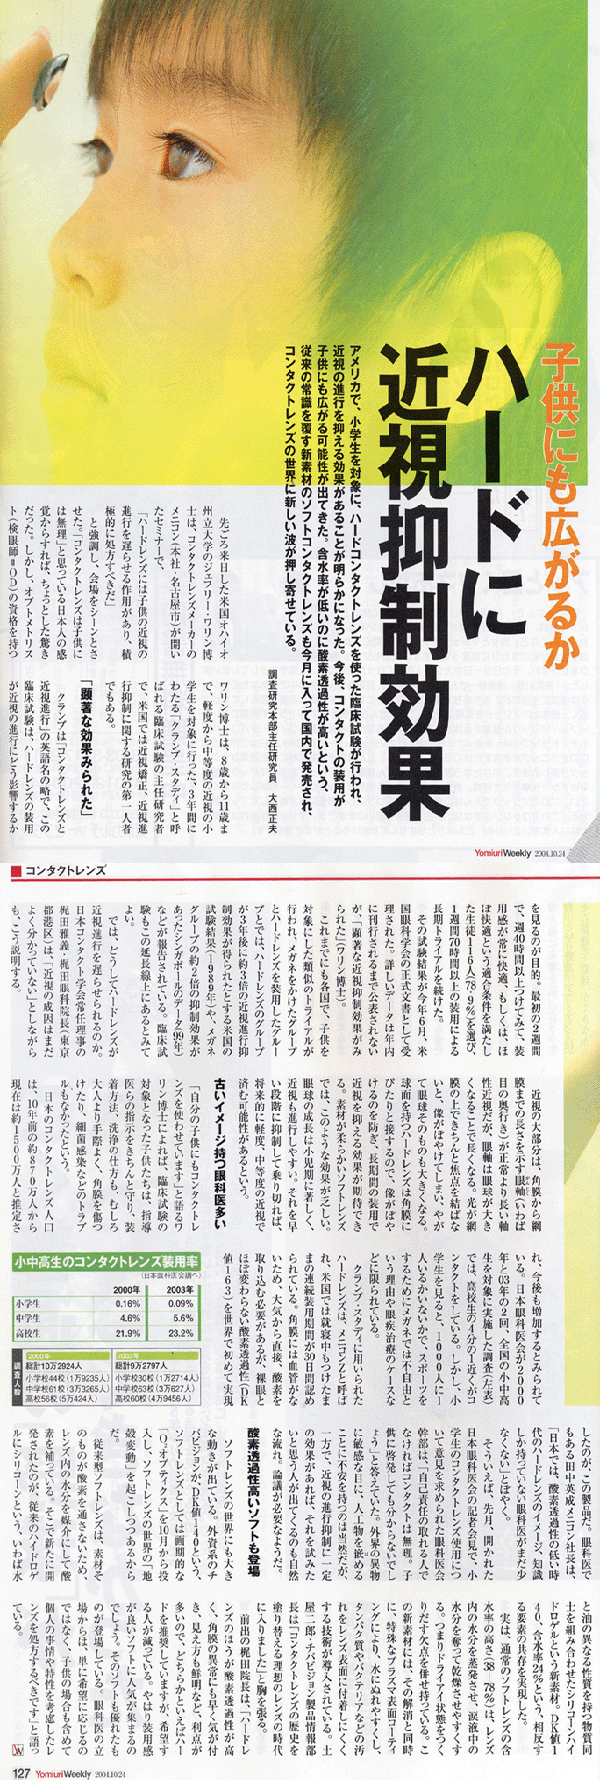 子供にも広がるか
ハードに
近視抑制効果
アメリカで、小学生を対象に、ハードコンタクトレンズを使った臨床試験が行われ、
近視の進行を抑える効果があることが明らかになった。今後、コンタクトの装用が
子供にも広がる可能性が出てきた。含水率が低いのに酸素透過性が高いという、
従来の常識を覆す新素材のソフトコンタクトレンズも今月に入って国内で発売され、
コンタクトレンズの世界に新しい波が押し寄せている。
調査研究本部主任研究員 大西正夫
先ごろ来日した米国オハイオ
州立大学のジェフリー・ワリン博
士は、コンタクトレンズメーカーの
メニコン(本社・名古屋市)が開い
たセミナーで、
「ハードレンズには子供の近視の
進行を遅らせる作用があり、積
極的に処方すべきだ」
と強調し、会場をシーンとさ
せた。「コンタクトレンズは子供に
は無理」と思っている日本人の感
覚からすれば、ちょっとした驚き
だった。しかし、オプトメトリス
ト(検眼師=OD)の資格を持つ
ワリン博士は、8歳から11歳ま
で、軽度から中等度の近視の小
学生を対象に行った、3年間に
わたる「クランプ・スタディ」と呼
ばれる臨床試験の主任研究者
で、米国では近視矯正、近視進
行抑制に関する研究の第一人者
でもある。
「顕著な効果みられた」
クランプは「コンタクトレンズと
近視進行」の英語名の略で、この
臨床試験は、ハードレンズの装用
が近視の進行にどう影響するか
YomiuriWeekly 2004.10.24
コンタクトレンズ
を見るのが目的。最初の2週間
で、週40時間以上つけてみて、装
用感が常に快適、もしくは、ほ
ぼ快適という適合条件を満たし
た生徒116人(78・9%)を選び、
1週間70時間以上の装用による
長期トライアルを続けた。
その試験結果が今年6月、米
国眼科学会の正式文書として受
理された。詳しいデータは年内
に刊行されるまで公表されない
が、「顕著な近視抑制効果がみ
られた」(ワリン博士)。
これまでにも各国で、子供を
対象にした類似のトライアルが
行われ、メガネをかけたグループ
とハードレンズを装用したグルー
プとでは、ハードレンズのグループ
が3年後に約3倍の近視進行抑
制効果が得られたとする米国の
試験結果(1989年)や、メガネ
グループの約2倍の抑制効果が
あったシンガポールのデータ(99年)
などが報告されている。臨床試
験もこの延長線上にあるとみて
よい。
では、どうしてハードレンズが
近視進行を遅らせられるのか。
日本コンタクトレンズ学会常任理事の
梶田雅義・梶田眼科院長(東京
都港区)は、「近視の成因はまだ
よく分かっていない」としながら
も、こう説明する。
近視の大部分は、角膜から網
膜までの長さを示す眼軸(いわば
目の奥行き)が正常より長い軸
性近視だが、眼軸は眼球が大き
くなることで長くなる。光が網
膜の上できちんと焦点を結ばな
いと、像がぼやけてしまい、やが
て眼球そのものも大きくなる。
球面を持つハードレンズは角膜に
ぴたりと接するので、像がぼや
けるのを防ぎ、長期間の装用で
近視を抑える効果が期待でき
る。素材が柔らかいソフトレンズ
では、このような効果が乏しい。
眼球の成長は小児期に著しく、
近視も進行しやすい。それを早
い段階に抑制して乗り切れば、
将来的に軽度、中等度の近視で
済む可能性があるという。
古いイメージ持つ眼科医多い
「自分の子供にもコンタクトレ
ンズを使わせています」と語るワ
リン博士によれば、臨床試験の
対象となった子供たちは、指導
医らの指示をきちんと守り、装
着方法、洗浄の仕方も、むしろ
大人より手際よく、角膜を傷つ
けたり、細菌感染などのトラブ
ルもなかったという。
日本のコンタクトレンズ人口
は、10年前の約870万人から
現在は約1500万人と推定さ
小中高生のコンタクトレンズ装用率
(日本眼科医会調べ)
2000年 2003年
小学生 0.16% 0.09%
中学生 4.6% 5.6%
高校生 21.9% 23.2%
調査人数
2000年
総計10万2924人
小学校44校(1万9235人)
中学校61校(3万3265人)
高校55校(5万424人)
2003年
総計9万2797人
小学校30校(1万2714人)
中学校53校(3万627人)
高校60校(4万9456人)
れ、今後も増加するとみられて
いる。日本眼科医会が2000
年と03年の2回、全国の小中高
生を対象に実施した調査(左表)
では、高校生の4分の1近くがコ
ンタクトをしている。しかし、小
学生を見ると、1000人に1
人いるかいないかで、スポーツを
するためにメガネでは不自由と
いう理由や眼疾治療のケースな
どに限られている。
クランプ・スタディに用いられた
ハードレンズは、メニコンZと呼ば
れ、米国では就寝中もつけたま
まの連続装用期間が30日間認め
られている。角膜には血管がな
いため、大気から直接、酸素を
取り込む必要があるが、裸眼と
ほぼ変わらない酸素透過性(DK
値163)を世界で初めて実現
したのが、この製品だ。眼科医で
もある田中英成メニコン社長は、
「日本では、酸素透過性の低い時
代のハードレンズのイメージ、知識
しか持っていない眼科医がまだ少
なくない」とぼやく。
そういえば、先月、開かれた
日本眼科医会の記者会見で、小
学生のコンタクトレンズ使用につ
いて意見を求められた眼科医会
幹部は、「自己責任の取れる人で
なければコンタクトは無理。子
供に啓発しても分からないでし
ょう」と答えていた。外界の異物
に敏感な目に、人工物を嵌める
ことに不安を持つのは当然だが、
一方で、近視の進行抑制に一定
の効果があれば、それを試みた
いと思う人が出てくるのも自然
な流れ。論議が必要なようだ。
酸素透過性高いソフトも登場
ソフトレンズの世界にも大き
な動きが出ている。外資系のチ
バビジョンが、DK値140という、
ソフトレンズとしては画期的な
「O₂オプティクス」を10月から投
入し、ソフトレンズの世界の「地
殻変動」を起こしつつあるから
だ。
従来型ソフトレンズは、素材そ
のものが酸素を通さないため、
レンズ内の水分を媒介にして酸
素を補っている。そこで新たに開
発されたのが、従来のハイドロゲ
ルにシリコーンという、いわば水
と油の異なる性質を持つ物質同
士を組み合わせたシリコーンハイ
ドロゲルという新素材。DK値1
40、含水率24%という、相反す
る要素の共存を実現した。
実は、通常のソフトレンズの含
水率の高さ(38〜78%)は、レンズ
内の水分を蒸発させ、涙液中の
水分を奪って乾燥させやすくす
る。つまりドライアイ状態をつく
りだす欠点を併せ持っている。こ
の新素材には、その解消と同時
に、特殊なプラズマ表面コーティ
ングにより、水にぬれやすくし、
タンパク質やバクテリアなどの汚
れをレンズ表面に付着しにくく
する技術が導入されている。土
屋二郎・チバビジョン製品情報部
長は「コンタクトレンズの歴史を
塗り替える理想のレンズの時代
に入りました」と胸を張る。
前出の梶田院長は、「ハードレ
ンズのほうが酸素透過性が高
く、角膜の異常にも早く気が付
き、見え方も鮮明など、利点が
多いので、どちらかといえばハー
ドを推奨していますが、希望す
る人が減っている。やはり装用感
が良いソフトに人気が集まるの
でしょう。そのソフトも優れたも
のが登場している。眼科医の立
場からは、単に希望に応じるの
ではなく、子供の場合も含めて
個人の事情や特性を考慮したレ
ンズを処方するべきです」と語っ
ている。
127 YomiuriWeekly 2004.10.24